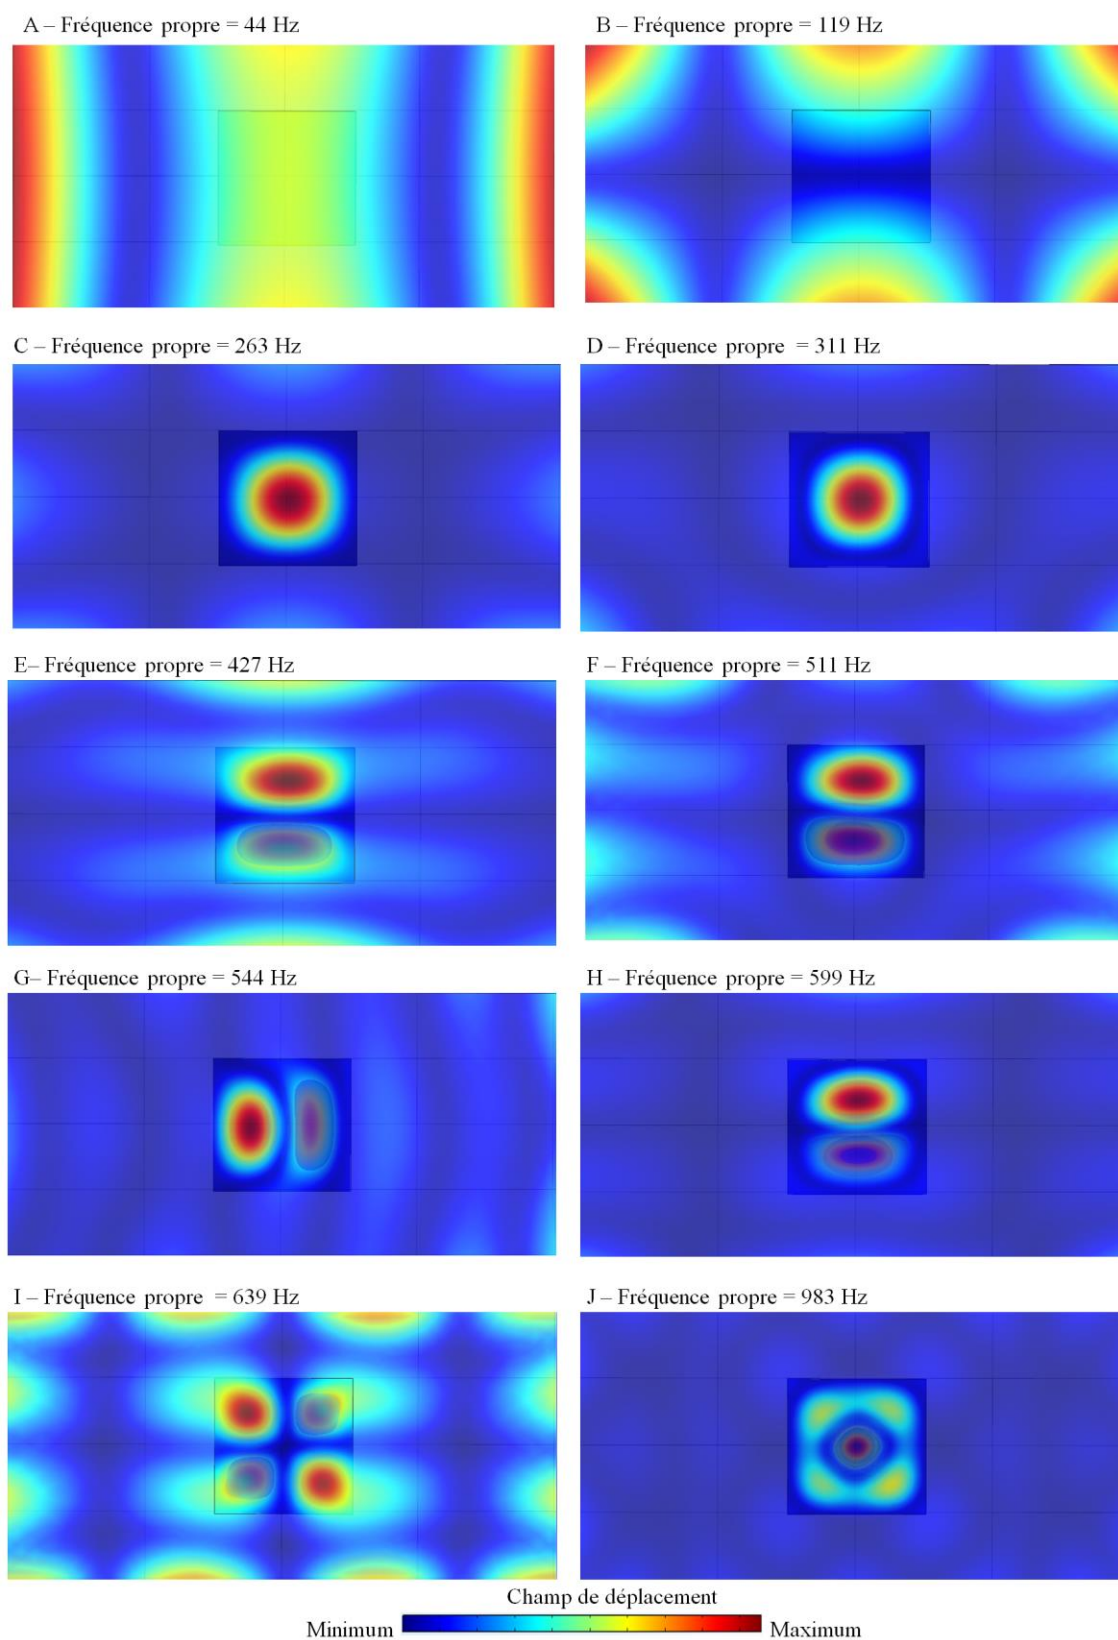 A – Fréquence propre = 44 Hz
B – Fréquence propre = 119 Hz
C – Fréquence propre = 263 Hz
D – Fréquence propre = 311 Hz
E– Fréquence propre = 427 Hz
F – Fréquence propre = 511 Hz
G– Fréquence propre = 544 Hz
H – Fréquence propre = 599 Hz
I – Fréquence propre = 639 Hz
J – Fréquence propre = 983 Hz
Champ de déplacement
Minimum Maximum